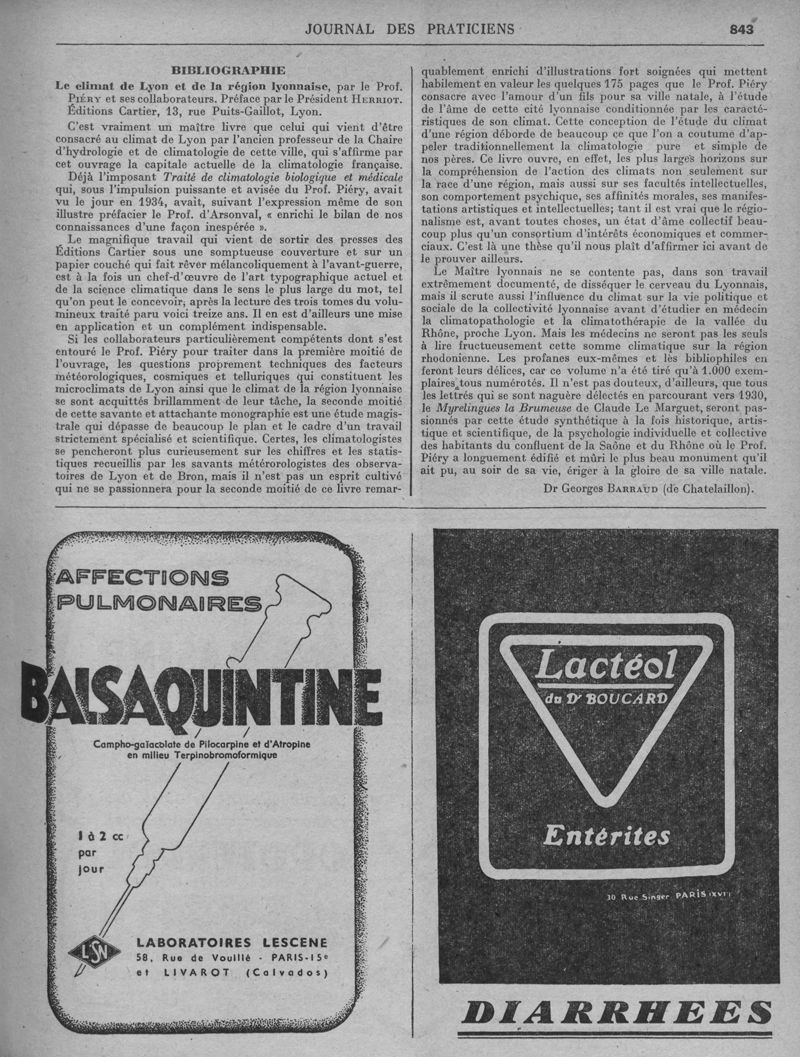 JOURNAL DES PRATICIENS
843
BIBLIOGRAPHIE
Le climat de Lyon et de la région lyonnaise, par le Prof.
PIÉRY et ses collaborateurs. Préface par le Président HERRIOT.
Éditions Cartier, 13, rue Puits-Gaillot, Lyon.
C'est vraiment un maître livre que celui qui vient d'être
consacré au climat de Lyon par l'ancien professeur de la Chaire
d'hydrologie et de climatologie de cette ville, qui s'affirme par
cet ouvrage la capitale actuelle de la climatologie française.
Déjà l'imposant Traité de climatologie biologique et médicale
qui, sous l'impulsion puissante et avisée du Prof. Piéry, avait
vu le jour en 1934, avait, suivant l'expression même de son
illustre préfacier le Prof. d'Arsonval, « enrichi le bilan de nos
connaissances d'une façon inespérée ».
Le magnifique travail qui vient de sortir des presses des
Éditions Cartier sous une somptueuse couverture et sur un
papier couché qui fait rêver mélancoliquement à l'avant-guerre,
est à la fois un chef-d'œuvre de l'art typographique actuel et
de la science climatique dans le sens le plus large du mot, tel
qu'on peut le concevoir, après la lecture des trois tomes du volu-
mineux traité paru voici treize ans. Il en est d'ailleurs une mise
en application et un complément indispensable.
Si les collaborateurs particulièrement compétents dont s'est
entouré le Prof. Piéry pour traiter dans la première moitié de
l'ouvrage, les questions proprement techniques des facteurs
météorologiques, cosmiques et telluriques qui constituent les
microclimats de Lyon ainsi que le climat de la région lyonnaise
se sont acquittés brillamment de leur tâche, la seconde moitié
de cette savante et attachante monographie est une étude magis-
trale qui dépasse de beaucoup le plan et le cadre d'un travail
strictement spécialisé et scientifique. Certes, les climatologistes
se pencheront plus curieusement sur les chiffres et les statis-
tiques recueillis par les savants météorologistes des observa-
toires de Lyon et de Bron, mais il n'est pas un esprit cultivé
qui ne se passionnera pour la seconde moitié de ce livre remar-
quablement enrichi d'illustrations fort soignées qui mettent
habilement en valeur les quelques 175 pages que le Prof. Piéry
consacre avec l'amour d'un fils pour sa ville natale, à l'étude
de l'âme de cette cité lyonnaise conditionnée par les caracté-
ristiques de son climat. Cette conception de l'étude du climat
d'une région déborde de beaucoup ce que l'on a coutume d'ap-
peler traditionnellement la climatologie pure et simple de
nos pères. Ce livre ouvre, en effet, les plus larges horizons sur
la compréhension de l'action des climats non seulement sur
la race d'une région, mais aussi sur ses facultés intellectuelles,
son comportement psychique, ses affinités morales, ses manifes-
tations artistiques et intellectuelles; tant il est vrai que le régio-
nalisme est, avant toutes choses, un état d'âme collectif beau-
coup plus qu'un consortium d'intérêts économiques et commer-
ciaux. C'est là une thèse qu'il nous plaît d'affirmer ici avant de
le prouver ailleurs.
Le Maître lyonnais ne se contente pas, dans son travail
extrêmement documenté, de disséquer le cerveau du Lyonnais,
mais il scrute aussi l'influence du climat sur la vie politique et
sociale de la collectivité lyonnaise avant d'étudier en médecin
la climatopathologie et la climatothérapie de la vallée du
Rhône, proche Lyon. Mais les médecins ne seront pas les seuls
à lire fructueusement cette somme climatique sur la région
rhodonienne. Les profanes eux-mêmes et les bibliophiles en
feront leurs délices, car ce volume n'a été tiré qu'à 1.000 exem-
plaires tous numérotés. Il n'est pas douteux, d'ailleurs, que tous
les lettrés qui se sont naguère délectés en parcourant vers 1930,
le Myrelingues la Brumeuse de Claude Le Marguet, seront pas-
sionnés par cette étude synthétique à la fois historique, artis-
tique et scientifique, de la psychologie individuelle et collective
des habitants du confluent de la Saône et du Rhône où le Prof.
Piéry a longuement édifié et mûri le plus beau monument qu'il
ait pu, au soir de sa vie, ériger à la gloire de sa ville natale.
Dr Georges BARRAUD (de Chatelaillon).
AFFECTIONS
PULMONAIRES
BALSAQUINTINE
Campho-gaïacolate de Pilocarpine et d'Atropine
en milieu Terpinobromoformique
1 à 2 cc
par
jour
LSN
LABORATOIRES LESCENE
58, Rue de Vouillé - PARIS-15e
et LIVAROT (Calvados)
Lactéol
du Dr BOUCARD
Entérites
30 Rue Singer PARIS (XVI)
DIARRHEES